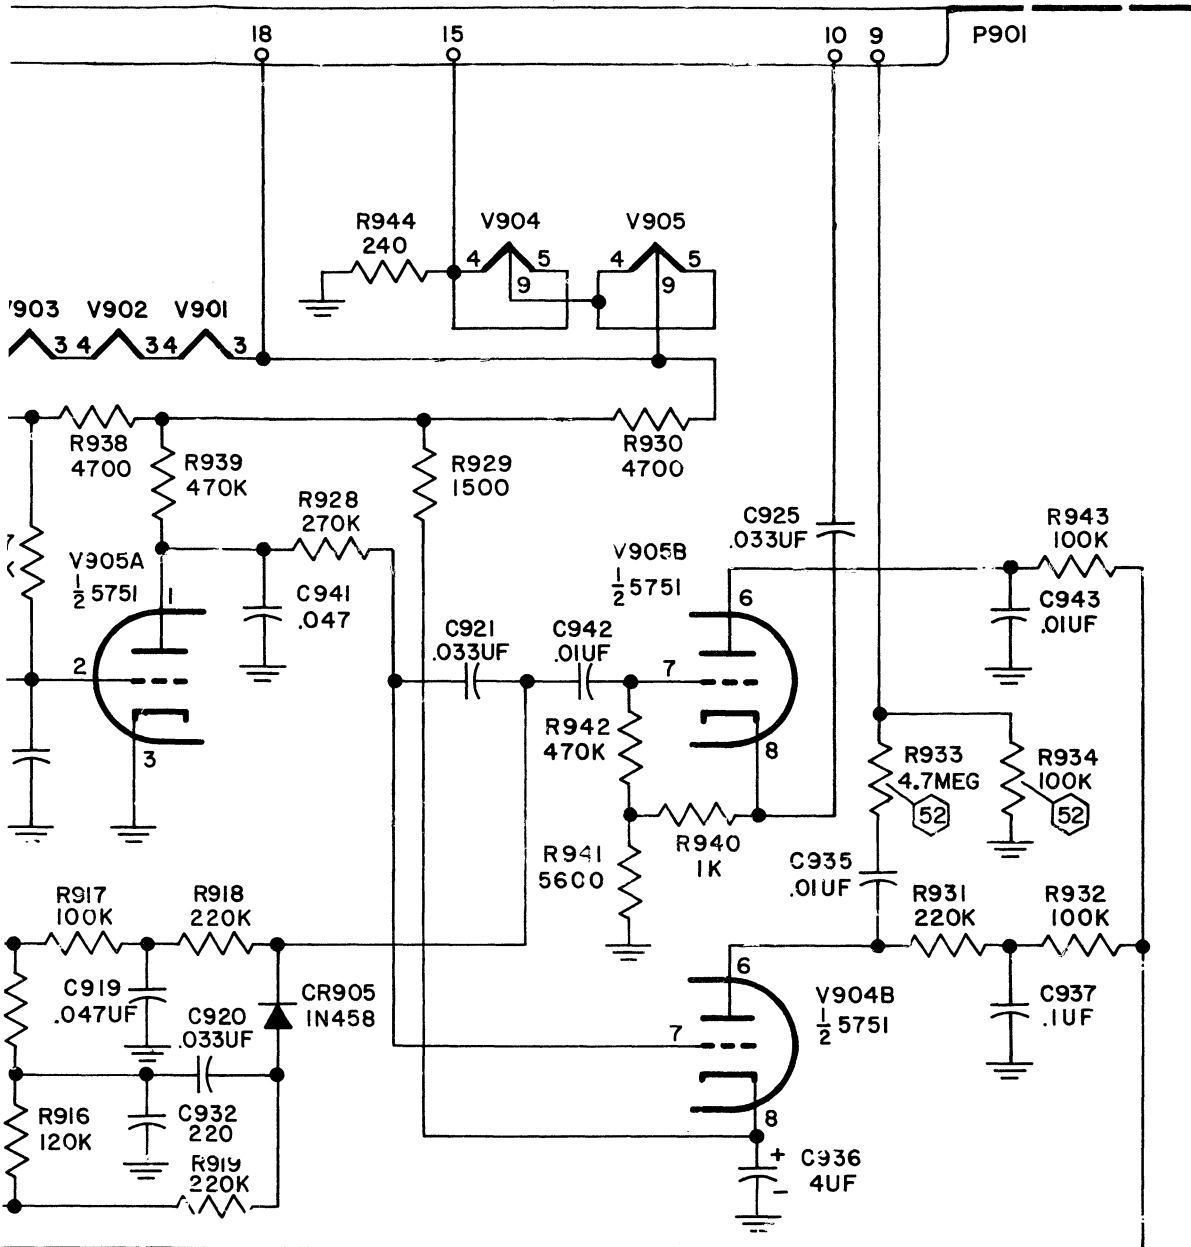 18
15
10
9
P901
R944
240
V904
V905
4
5
9
4
5
9
V902
V901
3
4
3
4
3
R938
4700
R939
470K
R929
1500
R930
4700
R928
270K
C925
.033UF
R943
100K
V905A
½ 5751
1
2
3
C941
.047
V905B
½ 5751
6
7
8
C943
.01UF
C921
.033UF
C942
.01UF
R942
470K
R933
4.7MEG
52
R934
100K
52
R941
5600
R940
1K
C935
.01UF
R917
100K
R918
220K
R931
220K
R932
100K
C919
.047UF
C920
.033UF
CR905
1N458
6
7
8
V904B
½ 5751
C937
.1UF
R916
120K
C932
220
R919
220K
+
C936
4UF
−